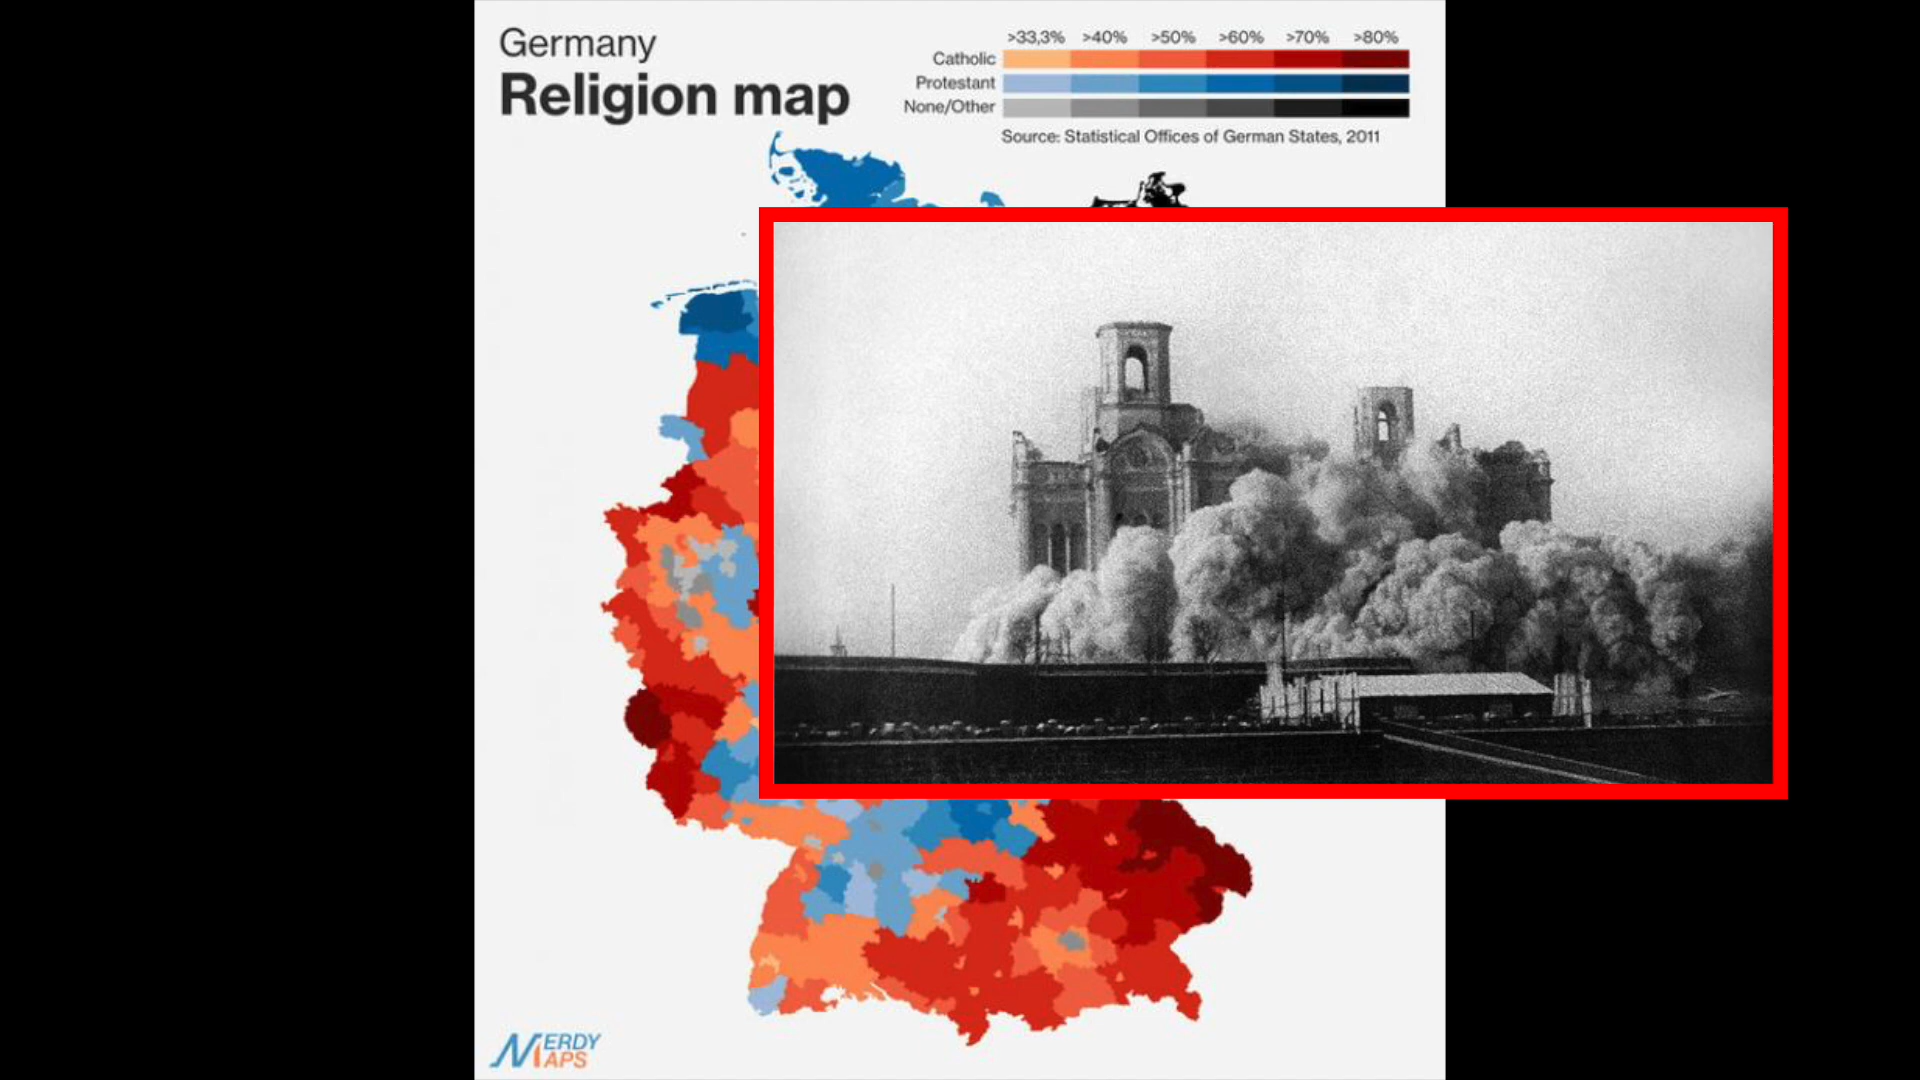 Germany
Religion map
>33,3% >40% >50% >60% >70% >80%
Catholic
Protestant
None/Other
Source: Statistical Offices of German States, 2011
NERDY
MAPS